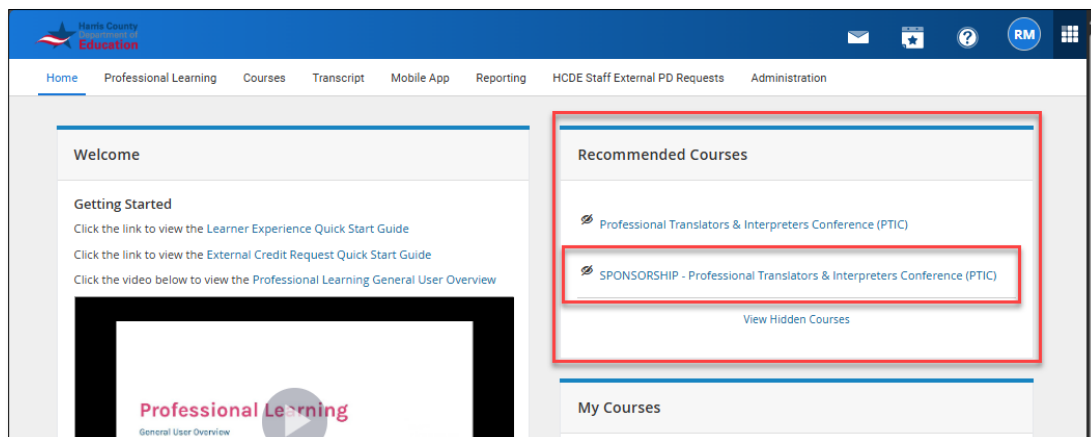 Harris County
Department of
Education
RM
Home Professional Learning Courses Transcript Mobile App Reporting HCDE Staff External PD Requests Administration
Welcome
Getting Started
Click the link to view the Learner Experience Quick Start Guide
Click the link to view the External Credit Request Quick Start Guide
Click the video below to view the Professional Learning General User Overview
Professional Learning
General User Overview
Recommended Courses
Professional Translators & Interpreters Conference (PTIC)
SPONSORSHIP - Professional Translators & Interpreters Conference (PTIC)
View Hidden Courses
My Courses